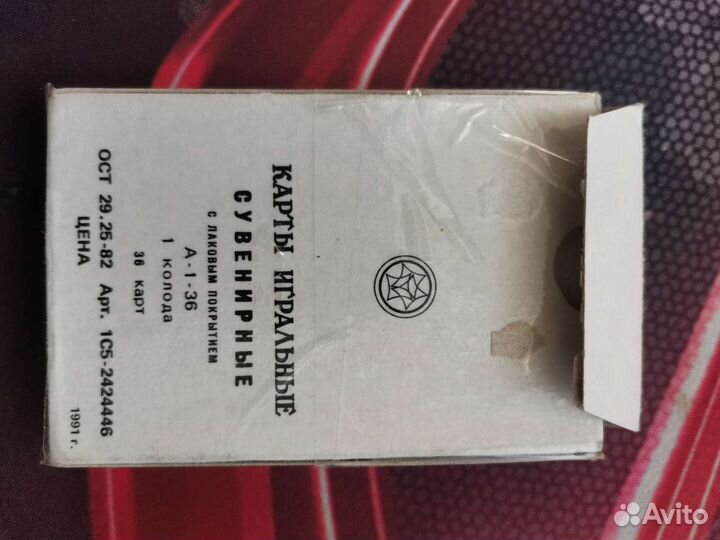 КАРТЫ ИГРАЛЬНЫЕ
СУВЕНИРНЫЕ
С ЛАКОВЫМ ПОКРЫТИЕМ
А-1-36
1 КОЛОДА
36 карт
ОСТ 29.25-82 Арт. 1С5-2424446
ЦЕНА
1991 г.
Avito